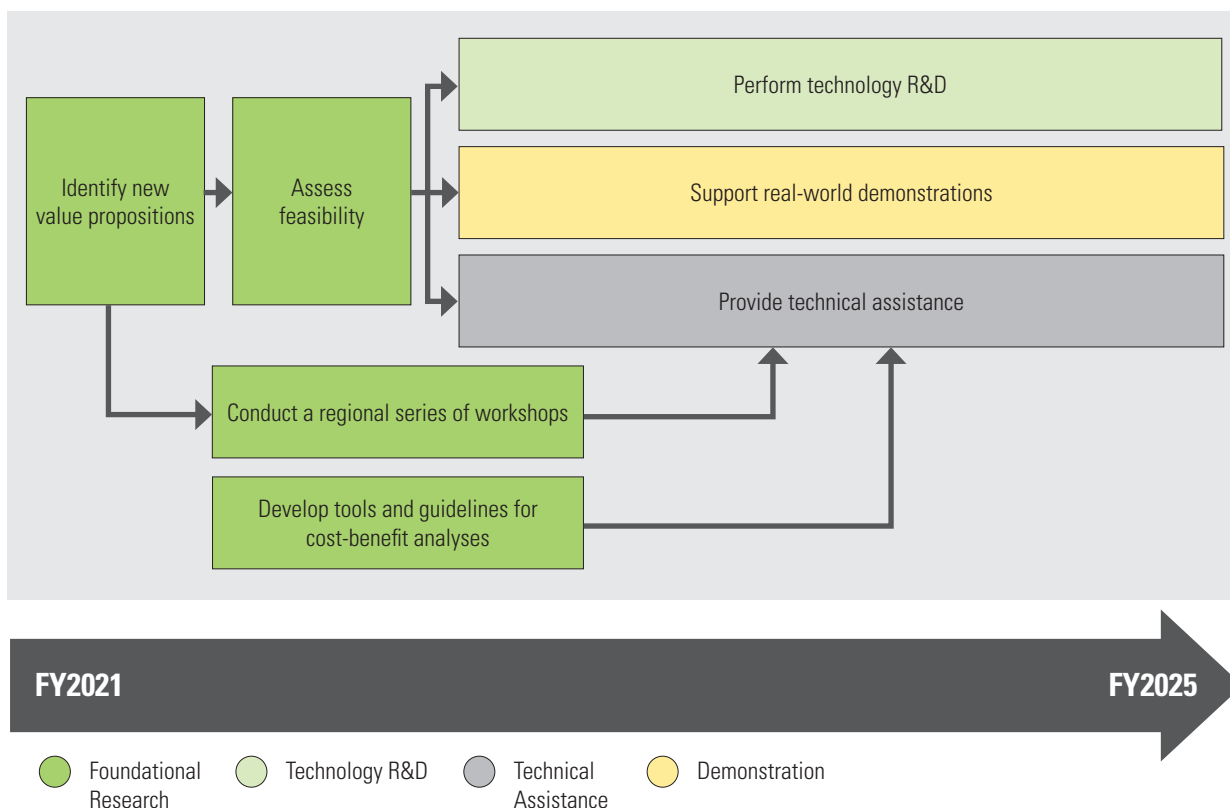 Perform technology R&D
Identify new
value propositions
Assess
feasibility
Support real-world demonstrations
Provide technical assistance
Conduct a regional series of workshops
Develop tools and guidelines for
cost-benefit analyses
FY2021
FY2025
Foundational
Research
Technology R&D
Technical
Assistance
Demonstration